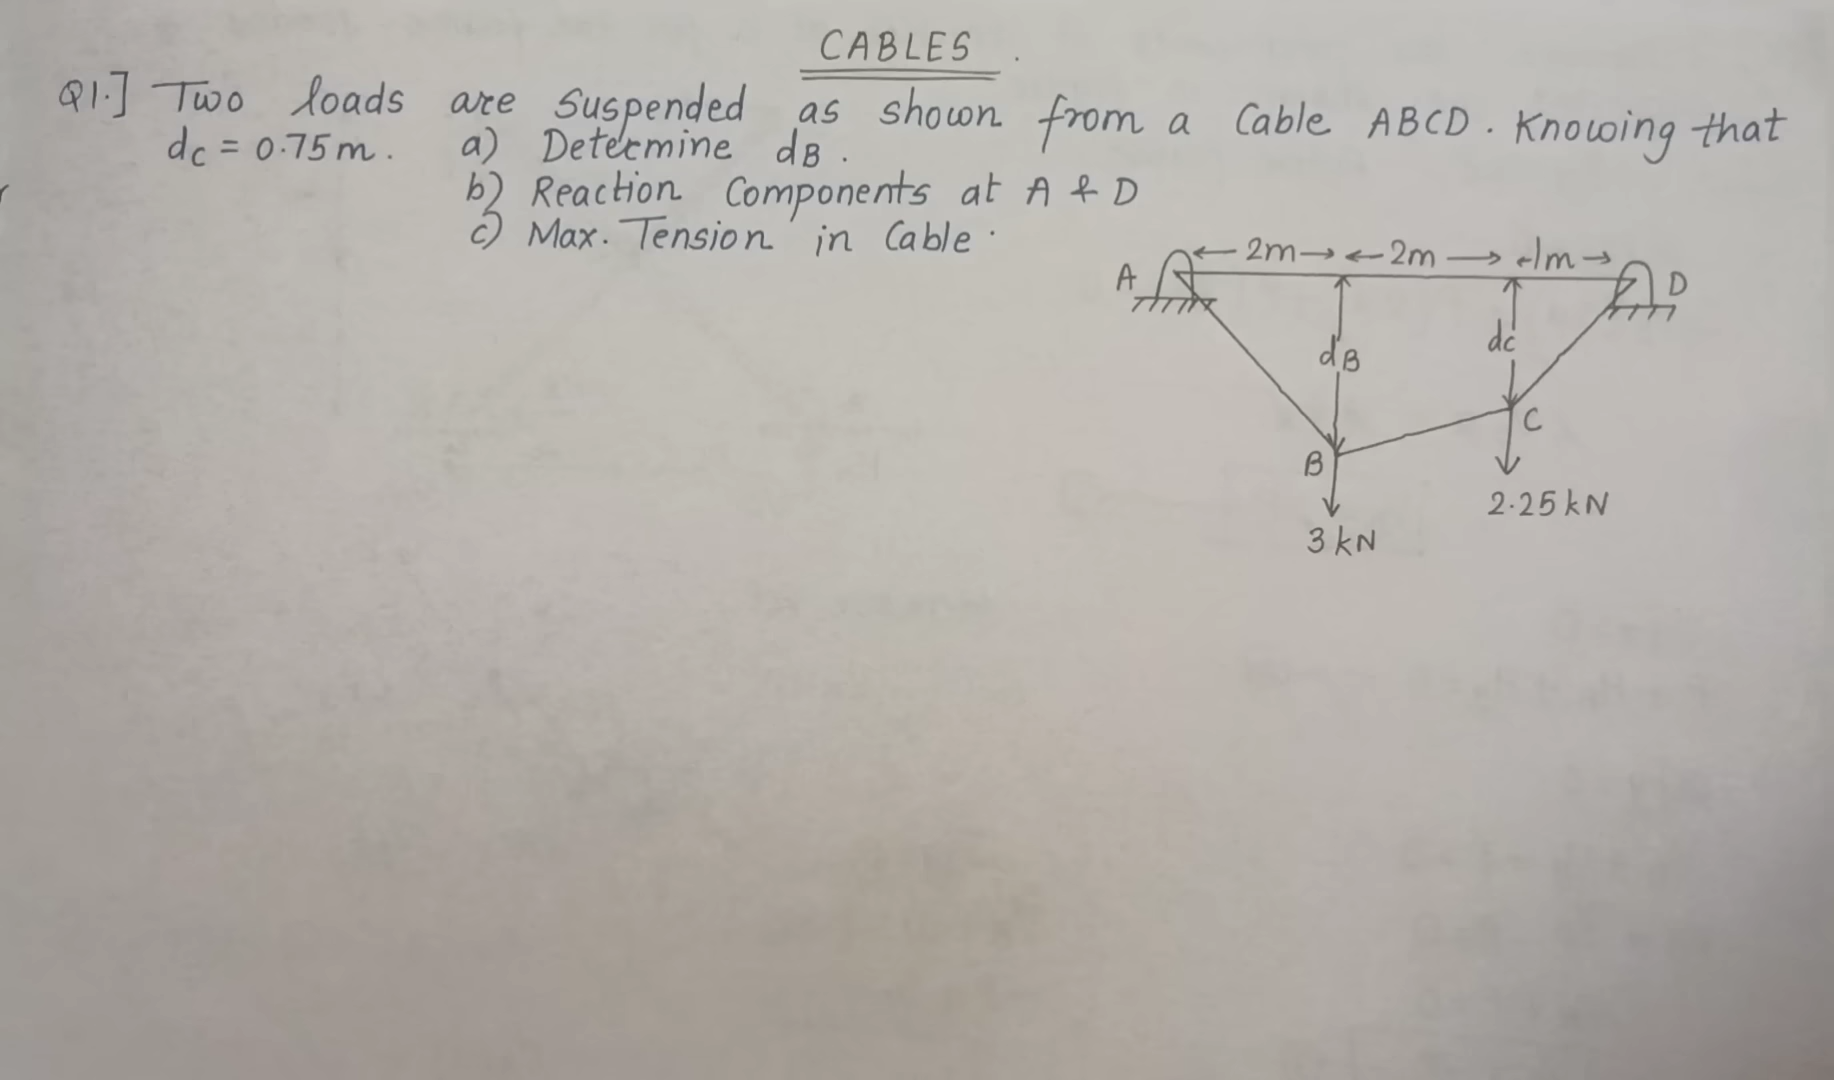 CABLES.
Q1.] Two loads are suspended as shown from a Cable ABCD. Knowing that
dc = 0.75m. a) Determine dB.
b) Reaction Components at A & D
c) Max. Tension in Cable.
A 2m 2m 1m D
dB dc
B C
3 kN 2.25 kN